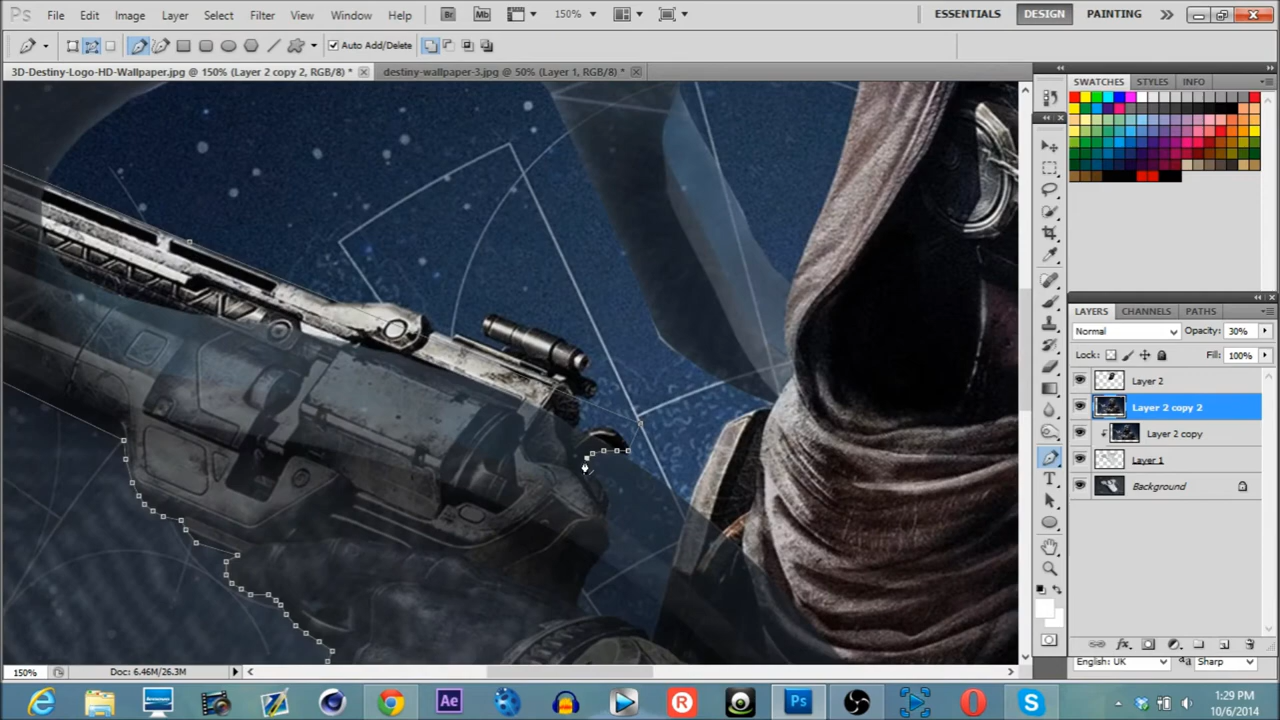 Ps File Edit Image Layer Select Filter View Window Help Br Mb 150% ESSENTIALS DESIGN PAINTING
Auto Add/Delete
3D-Destiny-Logo-HD-Wallpaper.jpg @ 150% (Layer 2 copy 2, RGB/8) * destiny-wallpaper-3.jpg @ 50% (Layer 1, RGB/8) *
SWATCHES STYLES INFO
LAYERS CHANNELS PATHS
Normal Opacity: 30%
Lock: Fill: 100%
Layer 2
Layer 2 copy 2
Layer 2 copy
Layer 1
Background
English: UK Sharp
150% Doc: 6.46M/26.3M
Ae Ps
1:29 PM
10/6/2014